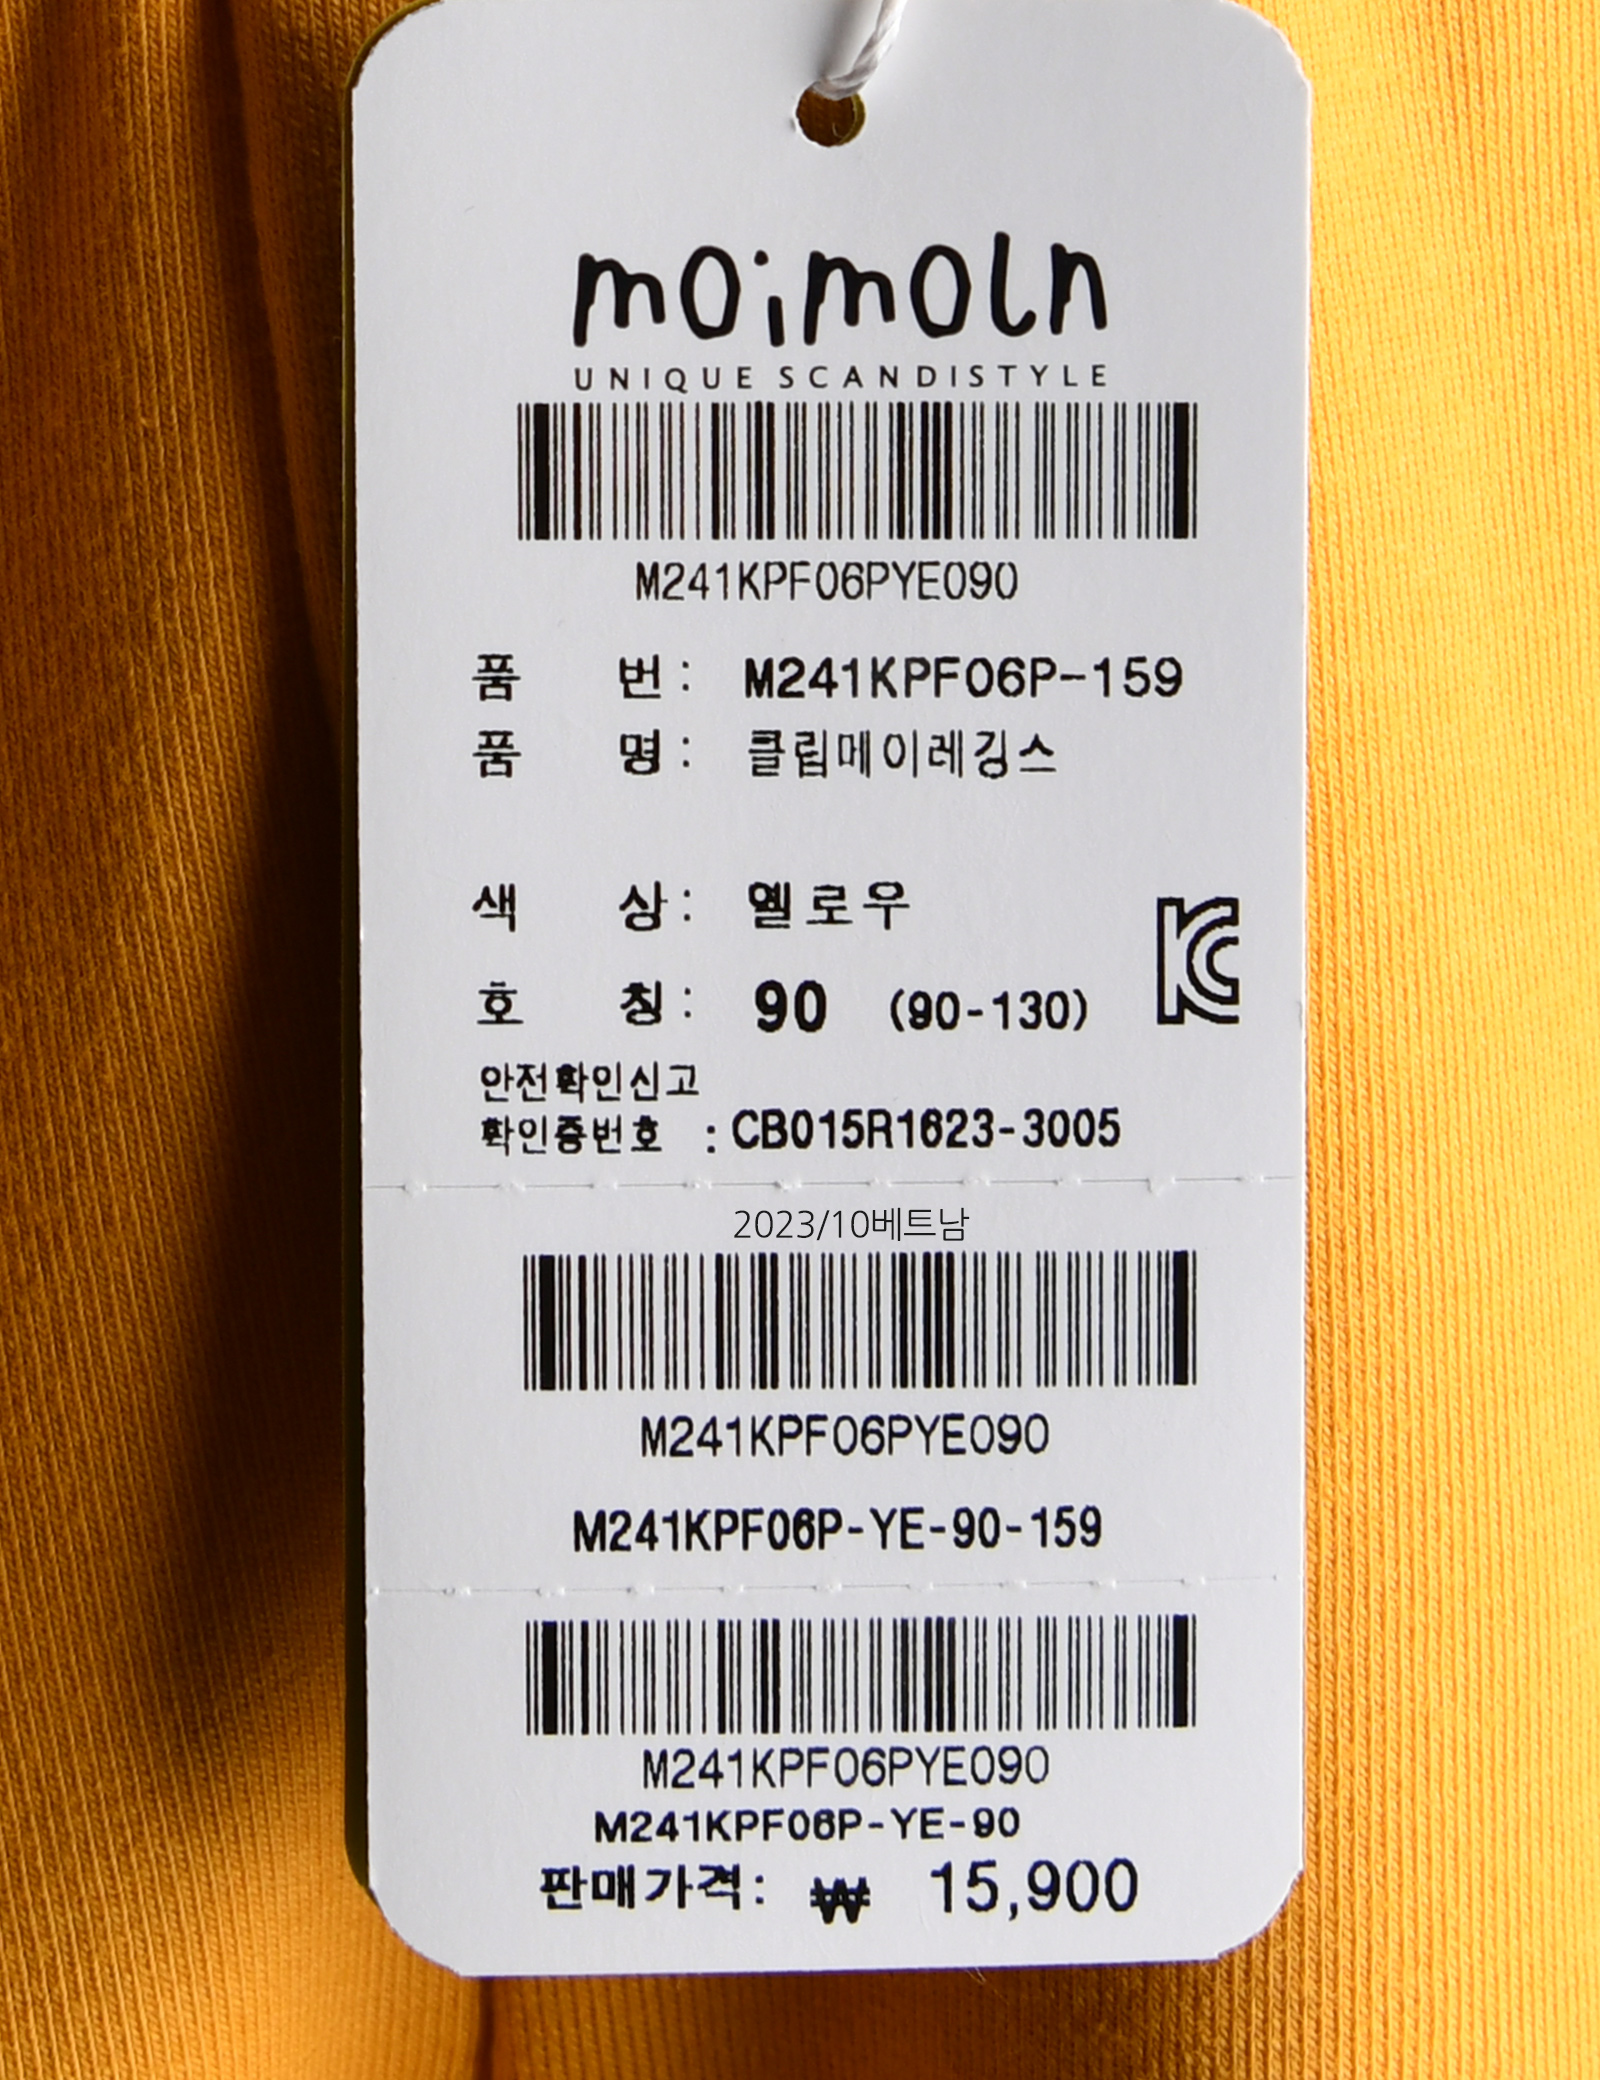 moimoln
UNIQUE SCANDISTYLE
M241KPF06PYE090
품 번 : M241KPF06P-159
품 명 : 클립메이레깅스
색 상 : 옐로우
호 칭 : 90 (90-130)
안전확인신고
확인증번호 : CB015R1623-3005
2023/10베트남
M241KPF06PYE090
M241KPF06P-YE-90-159
M241KPF06PYE090
M241KPF06P-YE-90
판매가격: ₩ 15,900